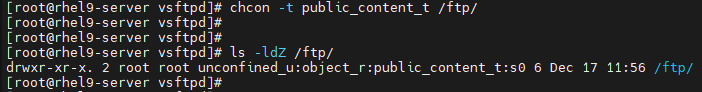 [root@rhel9-server vsftpd]# chcon -t public_content_t /ftp/
[root@rhel9-server vsftpd]#
[root@rhel9-server vsftpd]#
[root@rhel9-server vsftpd]# ls -ldZ /ftp/
drwxr-xr-x. 2 root root unconfined_u:object_r:public_content_t:s0 6 Dec 17 11:56 /ftp/
[root@rhel9-server vsftpd]#